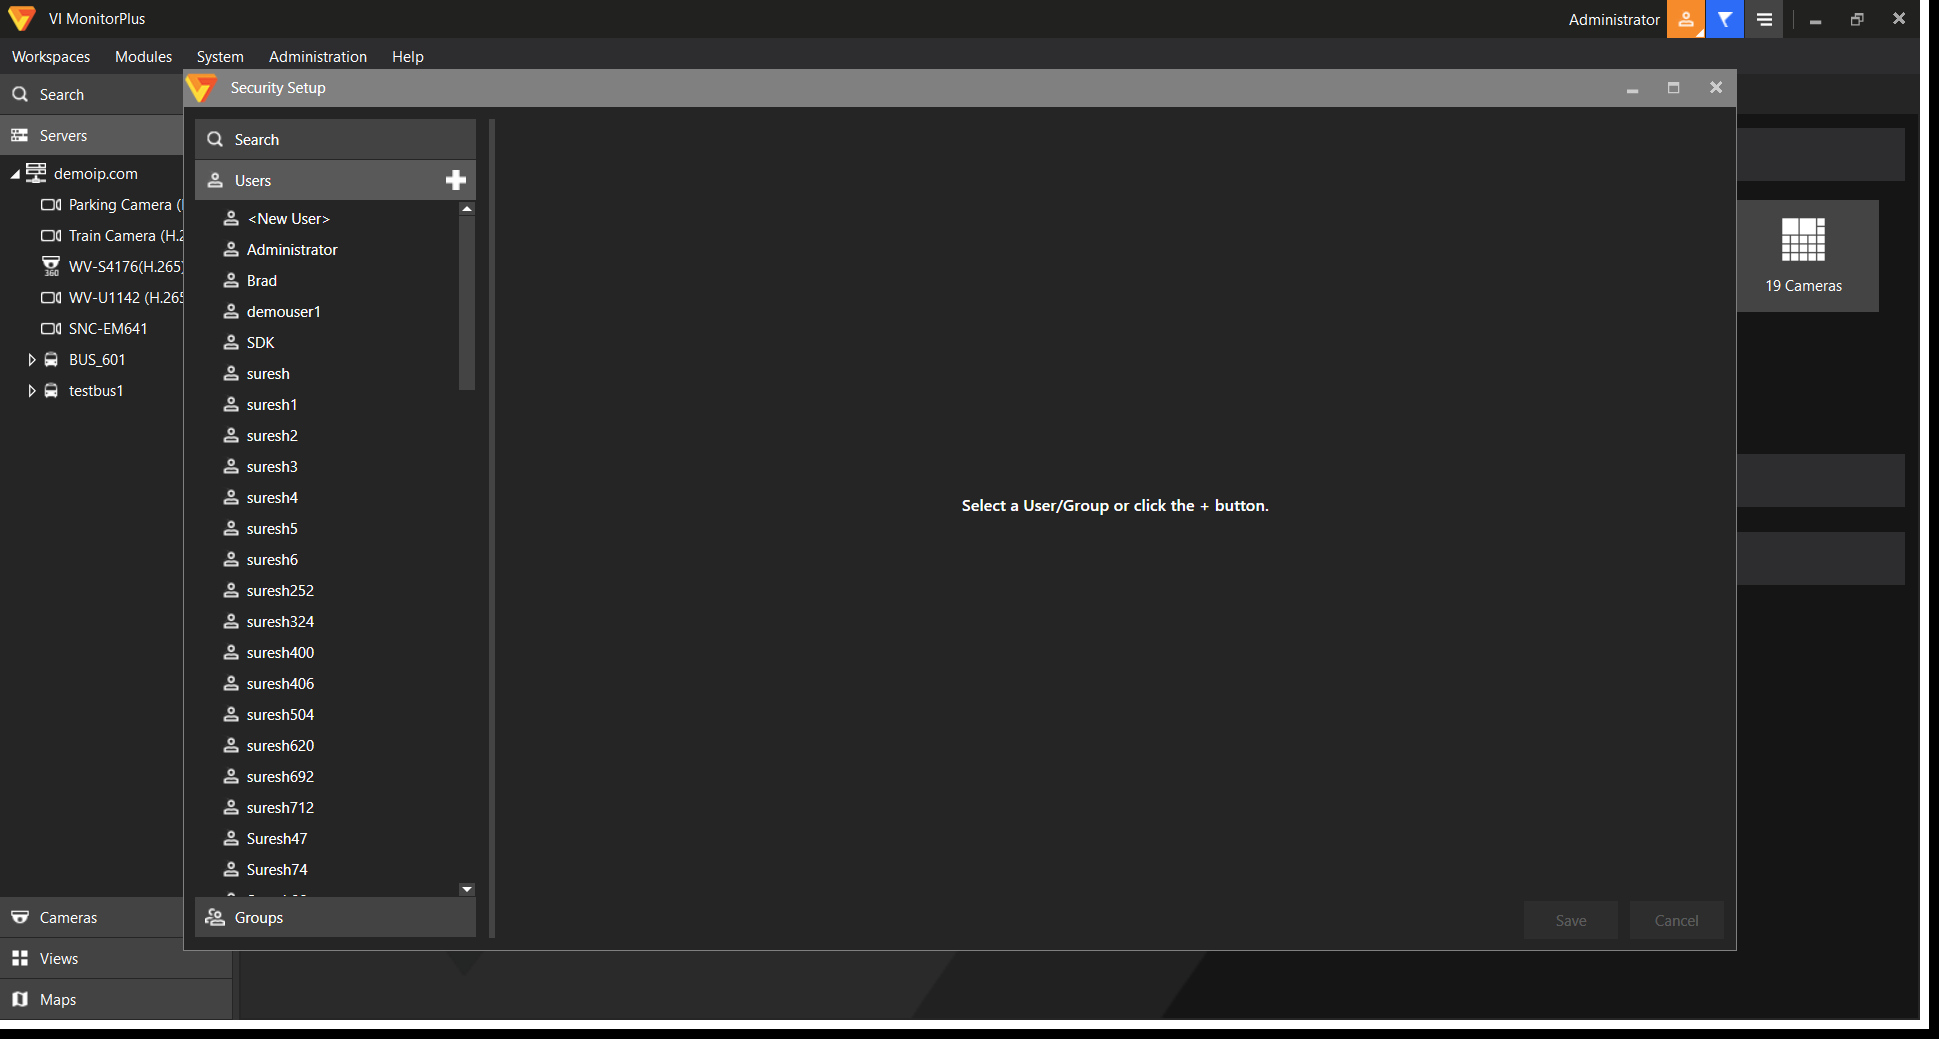 VI MonitorPlus
Administrator
Workspaces Modules System Administration Help
Search
Servers
demoip.com
Parking Camera (
Train Camera (H.2
360
WV-S4176(H.265)
WV-U1142 (H.265
SNC-EM641
BUS_601
testbus1
Cameras
Views
Maps
Security Setup
Search
Users
<New User>
Administrator
Brad
demouser1
SDK
suresh
suresh1
suresh2
suresh3
suresh4
suresh5
suresh6
suresh252
suresh324
suresh400
suresh406
suresh504
suresh620
suresh692
suresh712
Suresh47
Suresh74
Groups
Select a User/Group or click the + button.
Save Cancel
19 Cameras